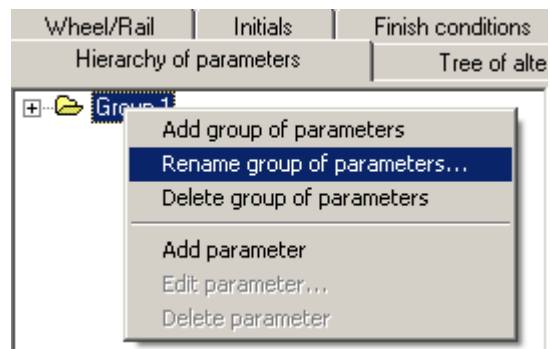 Wheel/Rail Initials Finish conditions
Hierarchy of parameters Tree of alte
Group 1
Add group of parameters
Rename group of parameters...
Delete group of parameters
Add parameter
Edit parameter...
Delete parameter